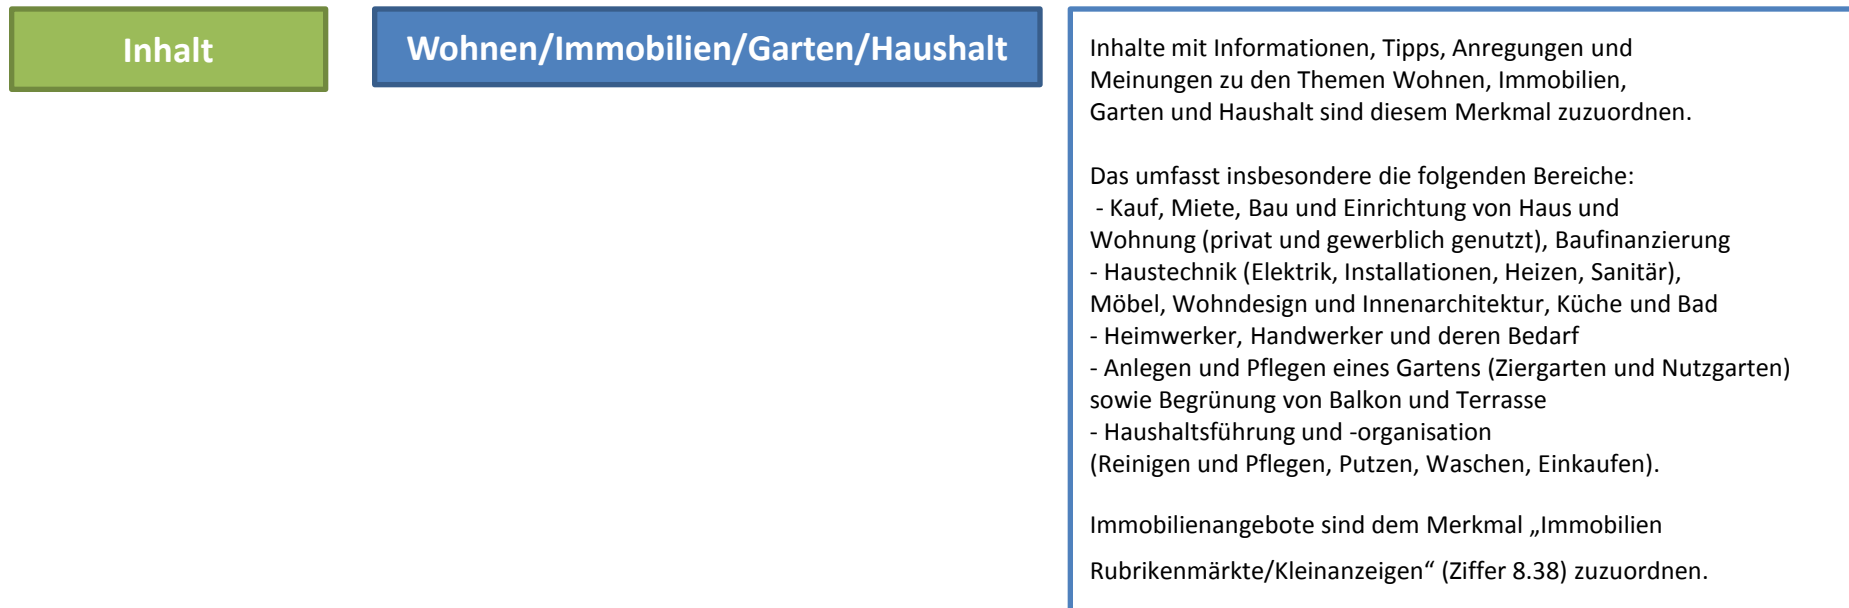 Inhalt
Wohnen/Immobilien/Garten/Haushalt
Inhalte mit Informationen, Tipps, Anregungen und
Meinungen zu den Themen Wohnen, Immobilien,
Garten und Haushalt sind diesem Merkmal zuzuordnen.
Das umfasst insbesondere die folgenden Bereiche:
- Kauf, Miete, Bau und Einrichtung von Haus und
Wohnung (privat und gewerblich genutzt), Baufinanzierung
- Haustechnik (Elektrik, Installationen, Heizen, Sanitär),
Möbel, Wohndesign und Innenarchitektur, Küche und Bad
- Heimwerker, Handwerker und deren Bedarf
- Anlegen und Pflegen eines Gartens (Ziergarten und Nutzgarten)
sowie Begrünung von Balkon und Terrasse
- Haushaltsführung und -organisation
(Reinigen und Pflegen, Putzen, Waschen, Einkaufen).
Immobilienangebote sind dem Merkmal „Immobilien
Rubrikenmärkte/Kleinanzeigen“ (Ziffer 8.38) zuzuordnen.